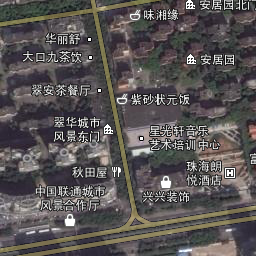 味湘缘
安居园北门
华丽舒
大口九茶饮
安居园
翠安茶餐厅
紫砂状元饭
翠华城市
风景东门
星光轩音乐
艺术培训中心
秋田屋
珠海朗
悦酒店
中国联通城市
风景合作厅
兴兴装饰